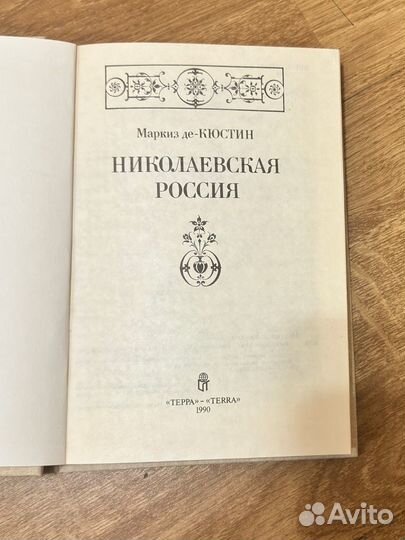 Маркиз де-КЮСТИН
НИКОЛАЕВСКАЯ
РОССИЯ
«ТЕРРА» – «TERRA»
1990
Avito